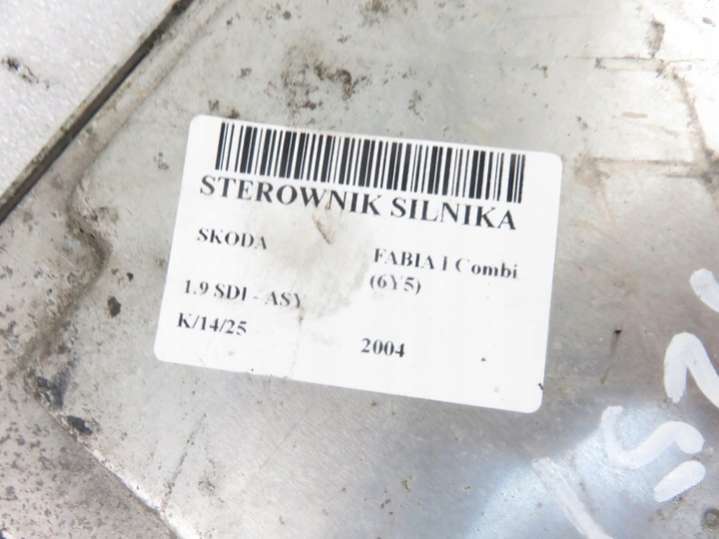 STEROWNIK SILNIKA
SKODA FABIA I Combi
(6Y5)
1.9 SDI - ASY
K/14/25 2004